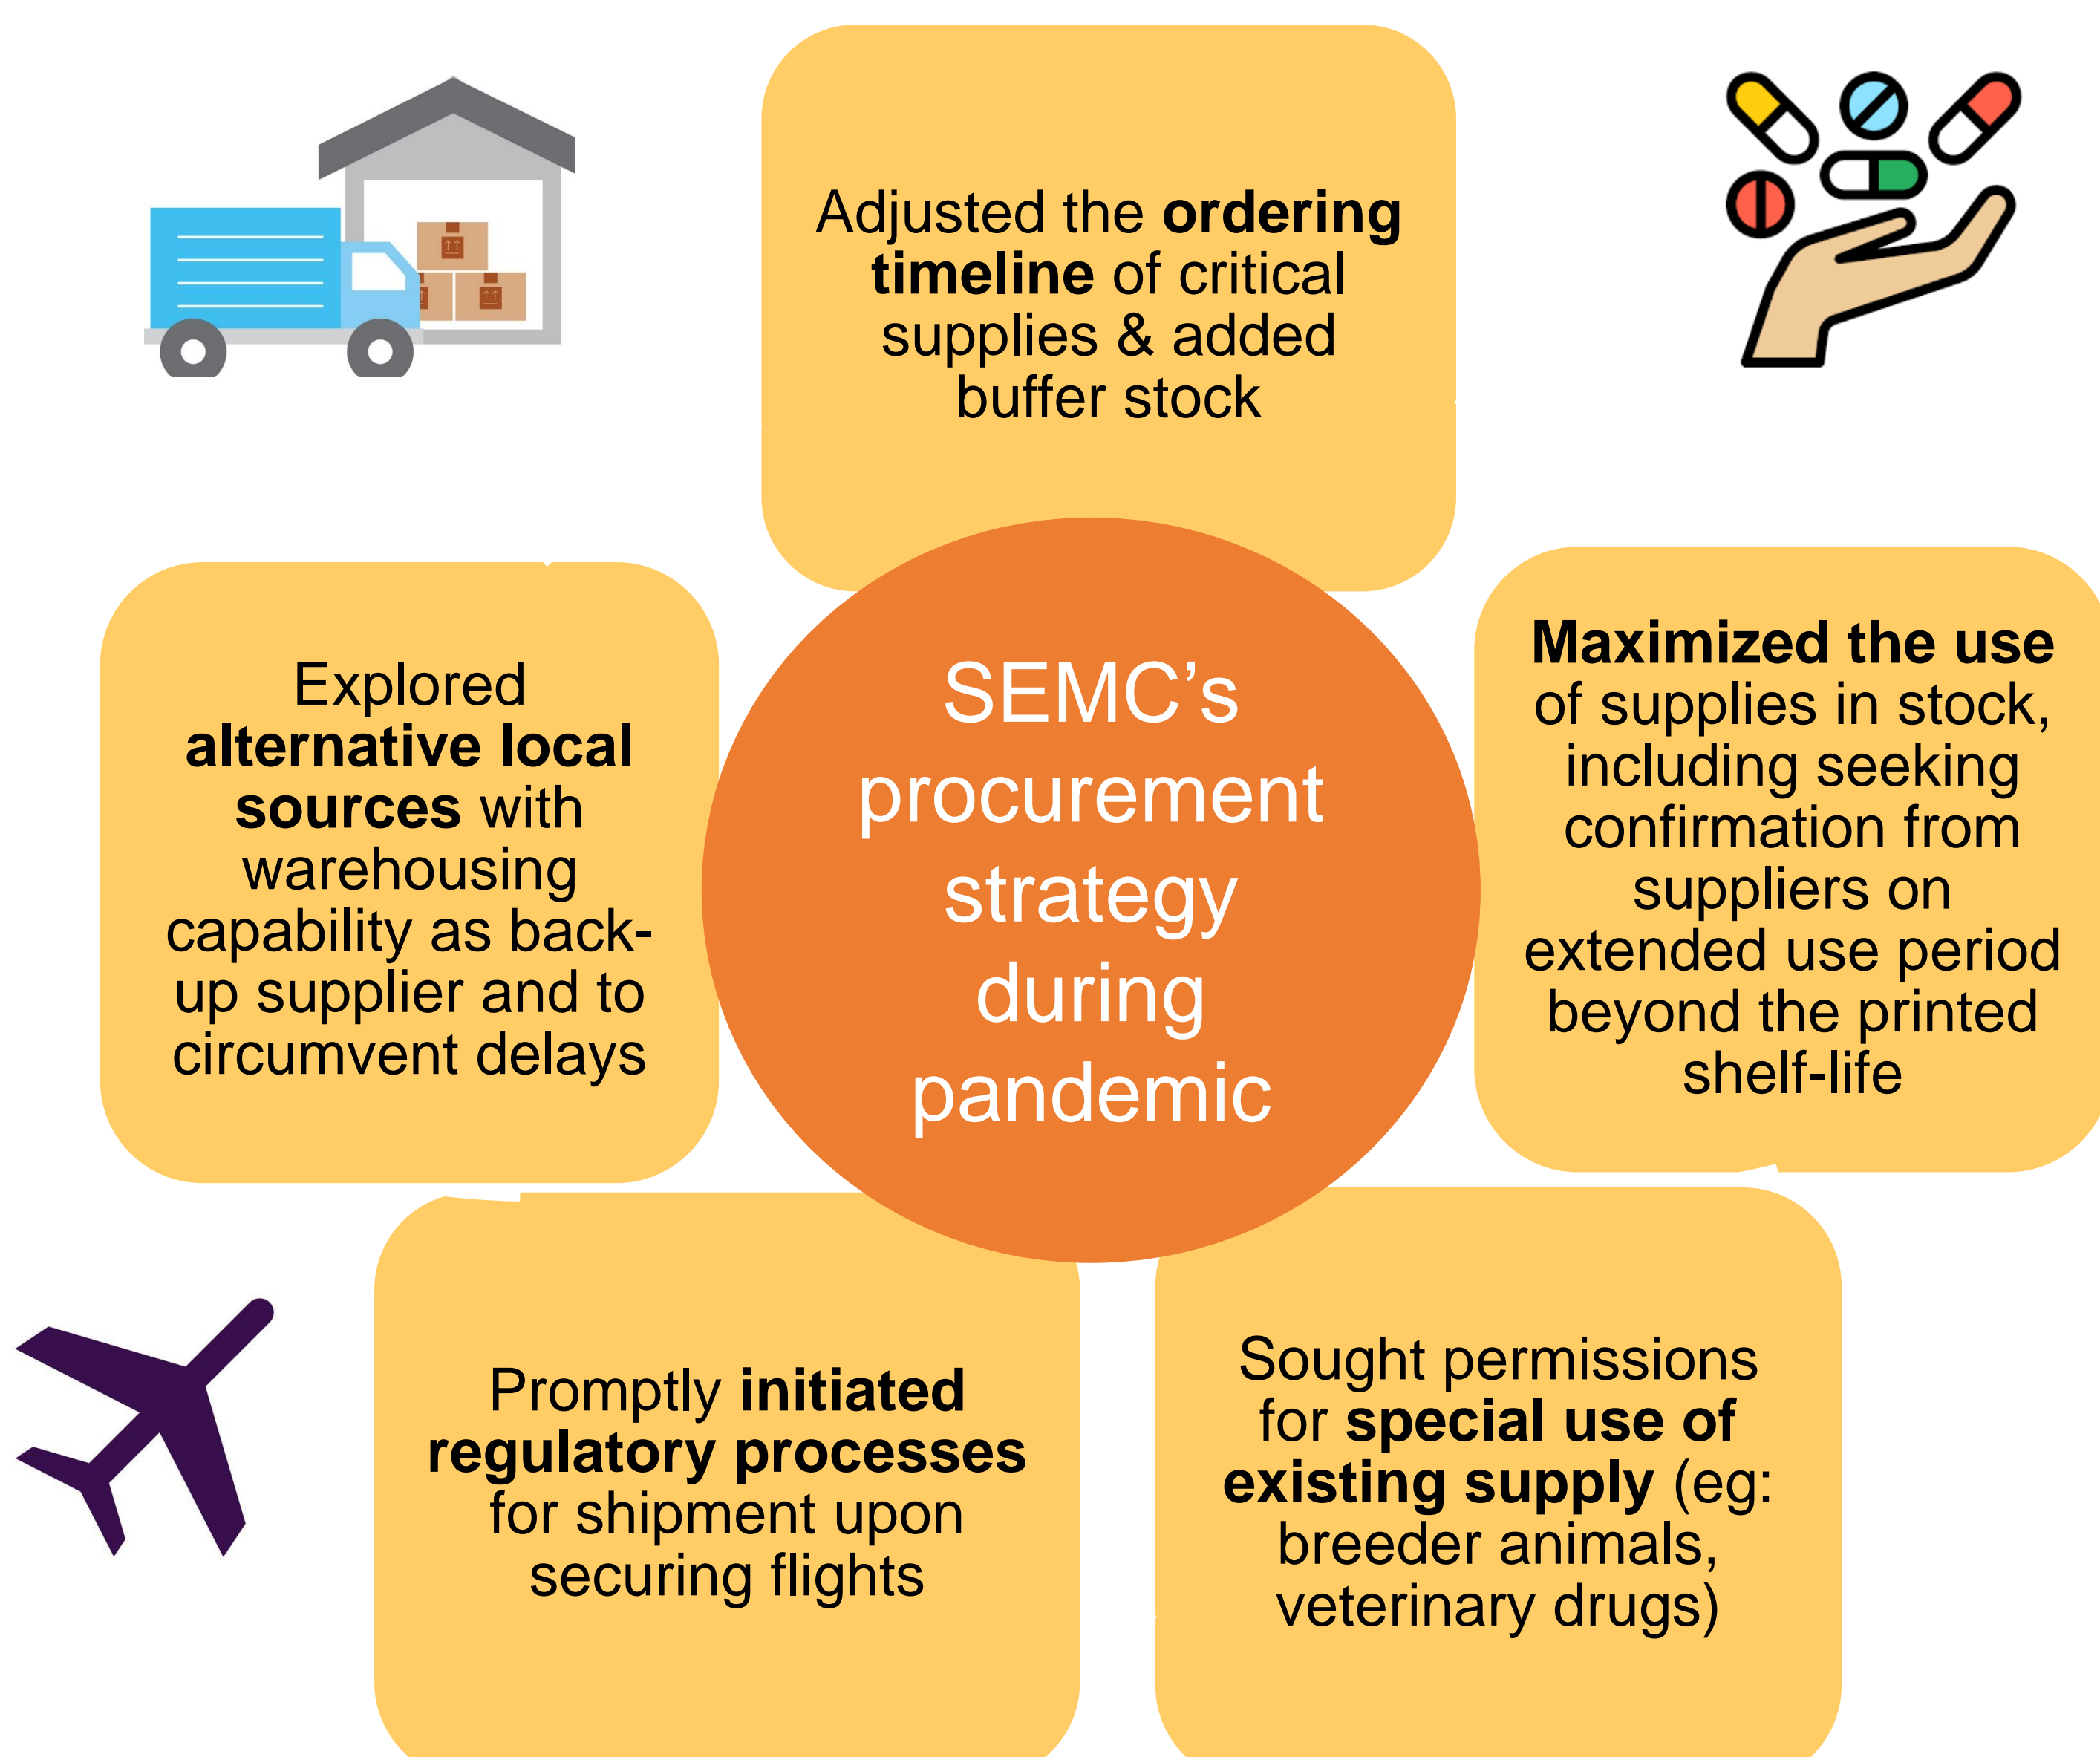 Adjusted the ordering
timeline of critical
supplies & added
buffer stock
Explored
alternative local
sources with
warehousing
capability as back-
up supplier and to
circumvent delays
SEMC’s
procurement
strategy
during
pandemic
Maximized the use
of supplies in stock,
including seeking
confirmation from
suppliers on
extended use period
beyond the printed
shelf-life
Promptly initiated
regulatory processes
for shipment upon
securing flights
Sought permissions
for special use of
existing supply (eg:
breeder animals,
veterinary drugs)